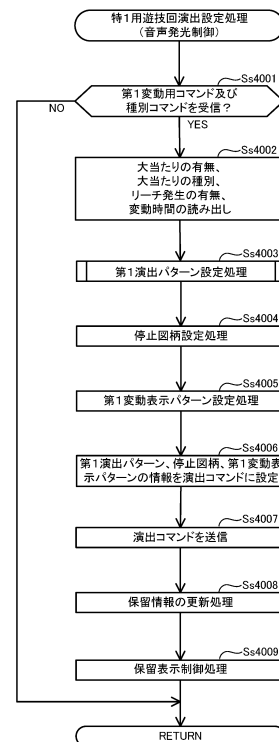 特1用遊技回演出設定処理
(音声発光制御)
Ss4001
第1変動用コマンド及び
種別コマンドを受信？
NO
YES
Ss4002
大当たりの有無、
大当たりの種別、
リーチ発生の有無、
変動時間の読み出し
Ss4003
第1演出パターン設定処理
Ss4004
停止図柄設定処理
Ss4005
第1変動表示パターン設定処理
Ss4006
第1演出パターン、停止図柄、第1変動表
示パターンの情報を演出コマンドに設定
Ss4007
演出コマンドを送信
Ss4008
保留情報の更新処理
Ss4009
保留表示制御処理
RETURN